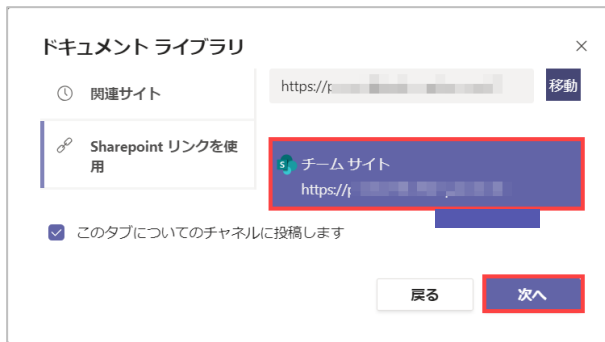 ドキュメント ライブラリ
関連サイト
https://p
移動
Sharepoint リンクを使
用
チーム サイト
https://p
このタブについてのチャネルに投稿します
戻る
次へ